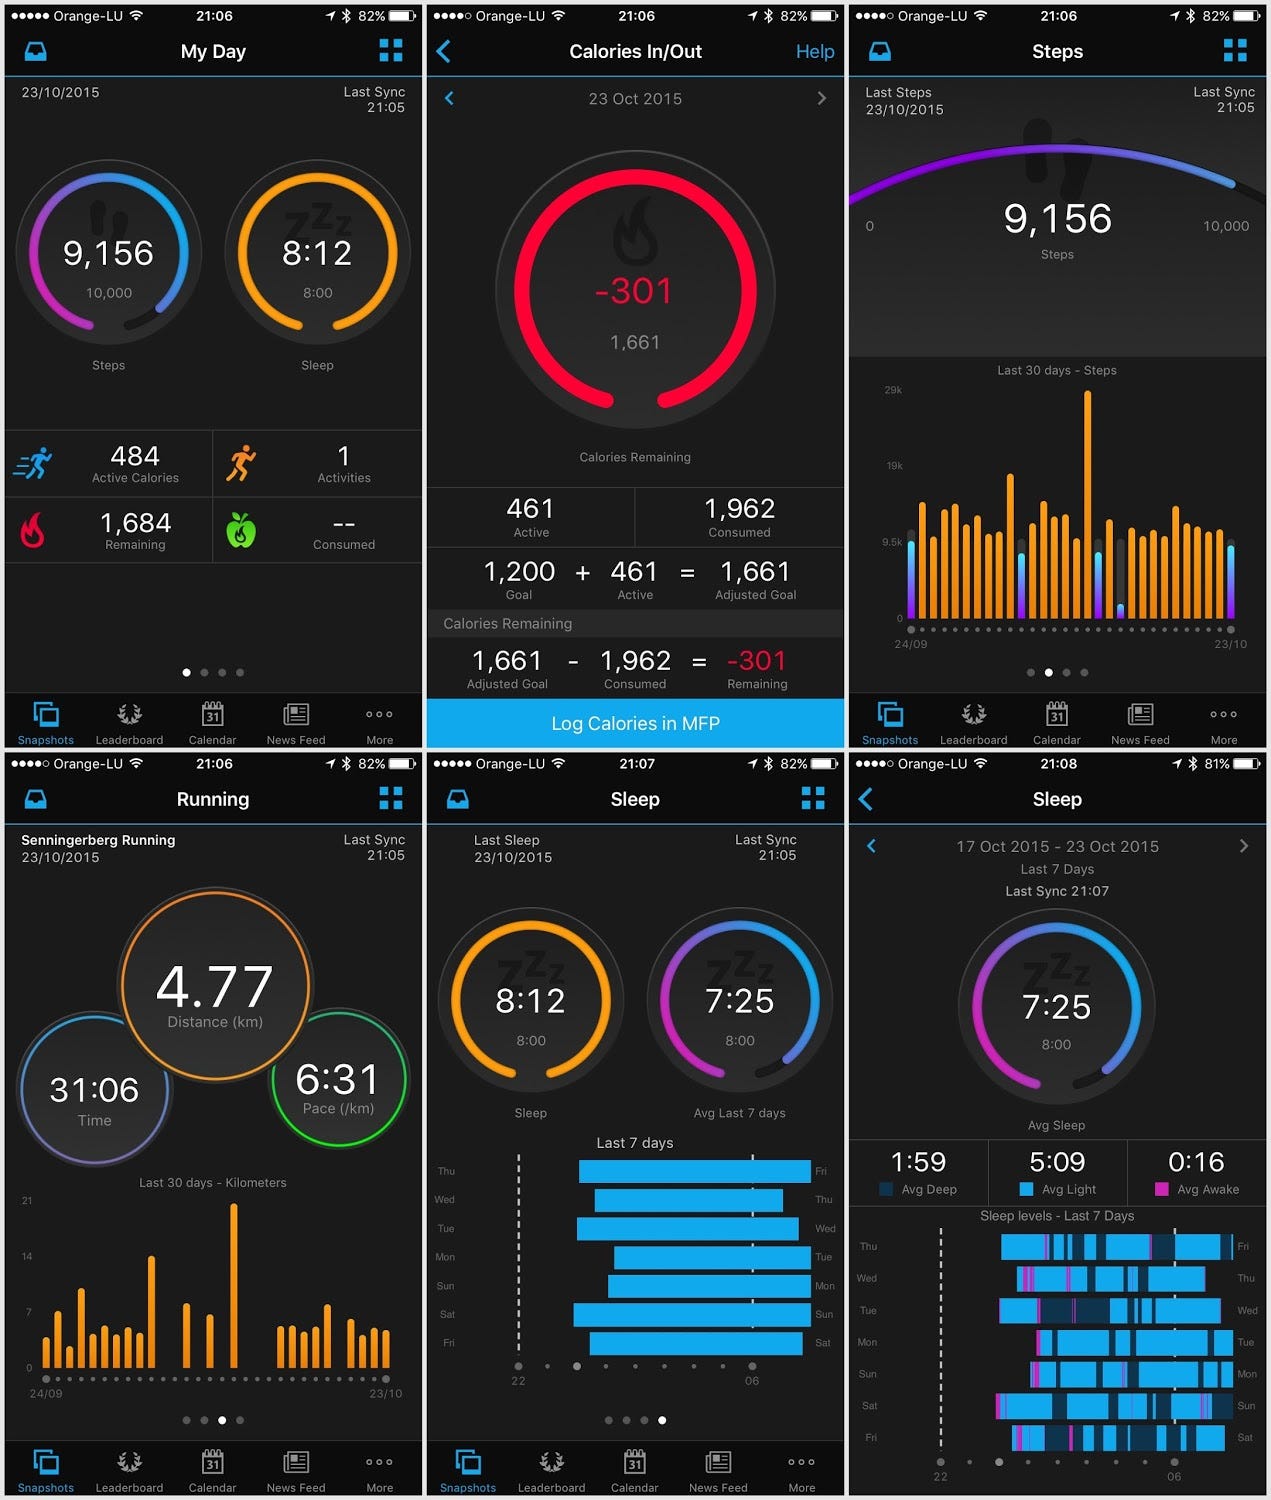 Orange-LU 21:06 82%
My Day
23/10/2015 Last Sync
21:05
9,156 8:12
10,000 8:00
Steps Sleep
484 1
Active Calories Activities
1,684 --
Remaining Consumed
Snapshots Leaderboard 31 Calendar News Feed More
Orange-LU 21:06 82%
Calories In/Out Help
23 Oct 2015
-301
1,661
Calories Remaining
461 1,962
Active Consumed
1,200 + 461 = 1,661
Goal Active Adjusted Goal
Calories Remaining
1,661 - 1,962 = -301
Adjusted Goal Consumed Remaining
Log Calories in MFP
Orange-LU 21:06 82%
Steps
Last Steps Last Sync
23/10/2015 21:05
0 9,156 10,000
Steps
Last 30 days - Steps
29k
19k
9.5k
0
24/09 23/10
Snapshots Leaderboard 31 Calendar News Feed More
Orange-LU 21:06 82%
Running
Senningerberg Running Last Sync
23/10/2015 21:05
4.77
Distance (km)
31:06 6:31
Time Pace (/km)
Last 30 days - Kilometers
21
14
7
0
24/09 23/10
Snapshots Leaderboard 31 Calendar News Feed More
Orange-LU 21:07 82%
Sleep
Last Sleep Last Sync
23/10/2015 21:05
zzz zzz
8:12 7:25
8:00 8:00
Sleep Avg Last 7 days
Last 7 days
Thu Fri
Wed Thu
Tue Wed
Mon Tue
Sun Mon
Sat Sun
Fri Sat
22 06
Snapshots Leaderboard 31 Calendar News Feed More
Orange-LU 21:08 81%
Sleep
17 Oct 2015 - 23 Oct 2015
Last 7 Days
Last Sync 21:07
zzz
7:25
8:00
Avg Sleep
1:59 5:09 0:16
Avg Deep Avg Light Avg Awake
Sleep levels - Last 7 Days
Thu Fri
Wed Thu
Tue Wed
Mon Tue
Sun Mon
Sat Sun
Fri Sat
22 06